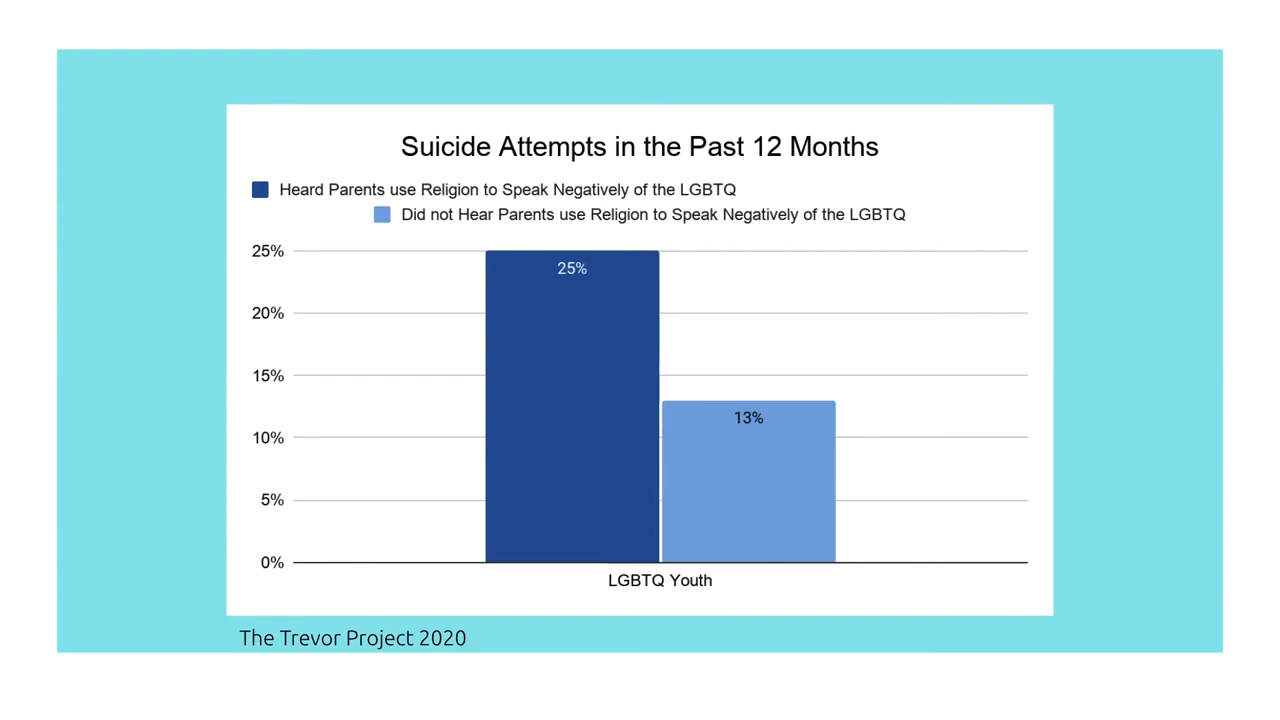 Suicide Attempts in the Past 12 Months
Heard Parents use Religion to Speak Negatively of the LGBTQ
Did not Hear Parents use Religion to Speak Negatively of the LGBTQ
25%
20%
15%
10%
5%
0%
25%
13%
LGBTQ Youth
The Trevor Project 2020